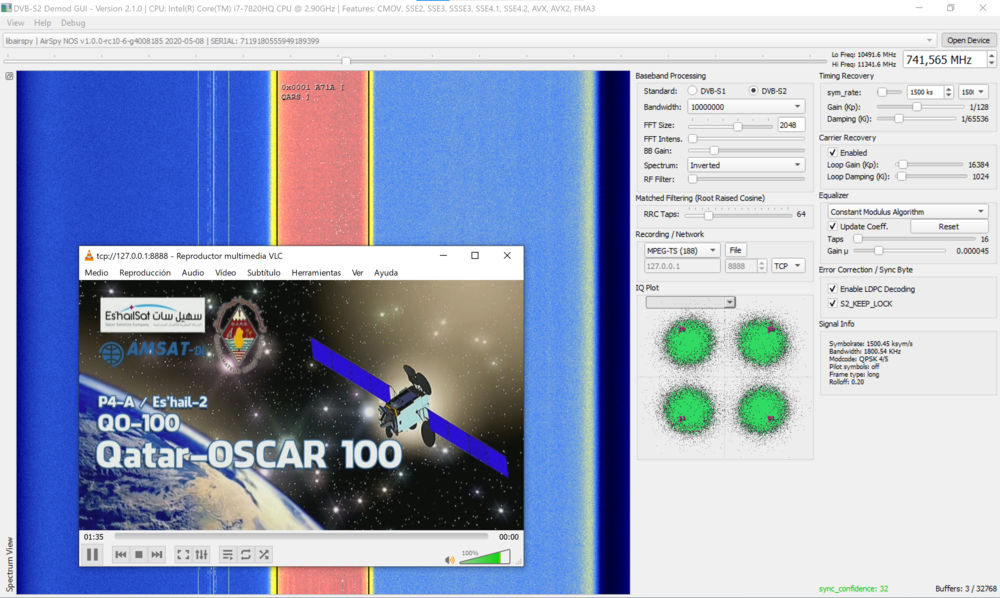 DVB-S2 Demod GUI - Version 2.1.0 | CPU: Intel(R) Core(TM) i7-7820HQ CPU @ 2.90GHz | Features: CMOV, SSE2, SSE3, SSSE3, SSE4.1, SSE4.2, AVX, AVX2, FMA3
View Help Debug
libairspy | AirSpy NOS v1.0.0-rc10-6-g4008185 2020-05-08 | SERIAL: 7119180555949189399
Open Device
Lo Freq: 10491.6 MHz
Hi Freq: 11341.6 MHz
741,565 MHz
0x0001 A71A [
QARS ]
Spectrum View
Baseband Processing
Standard: DVB-S1 DVB-S2
Bandwidth: 10000000
FFT Size: 2048
FFT Intens.
BB Gain:
Spectrum: Inverted
RF Filter:
Matched Filtering (Root Raised Cosine)
RRC Taps: 64
Recording / Network
MPEG-TS (188) File
127.0.0.1 8888 TCP
IQ Plot
Timing Recovery
sym_rate: 1500 ks 150(
Gain (Kp): 1/128
Damping (Ki): 1/65536
Carrier Recovery
Enabled
Loop Gain (Kp): 16384
Loop Damping (Ki): 1024
Equalizer
Constant Modulus Algorithm
Update Coeff. Reset
Taps 16
Gain µ 0.000045
Error Correction / Sync Byte
Enable LDPC Decoding
S2_KEEP_LOCK
Signal Info
Symbolrate: 1500.45 ksym/s
Bandwidth: 1800.54 KHz
Modcode: QPSK 4/5
Pilot symbols: off
Frame type: long
Rolloff: 0.20
sync_confidence: 32
Buffers: 3 / 32768
tcp://127.0.0.1:8888 - Reproductor multimedia VLC
Medio Reproducción Audio Vídeo Subtítulo Herramientas Ver Ayuda
EshailSat سهيل سات
AMSAT-DL
P4-A / Es'hail-2
QO-100
Qatar-OSCAR 100
01:35
00:00
100%